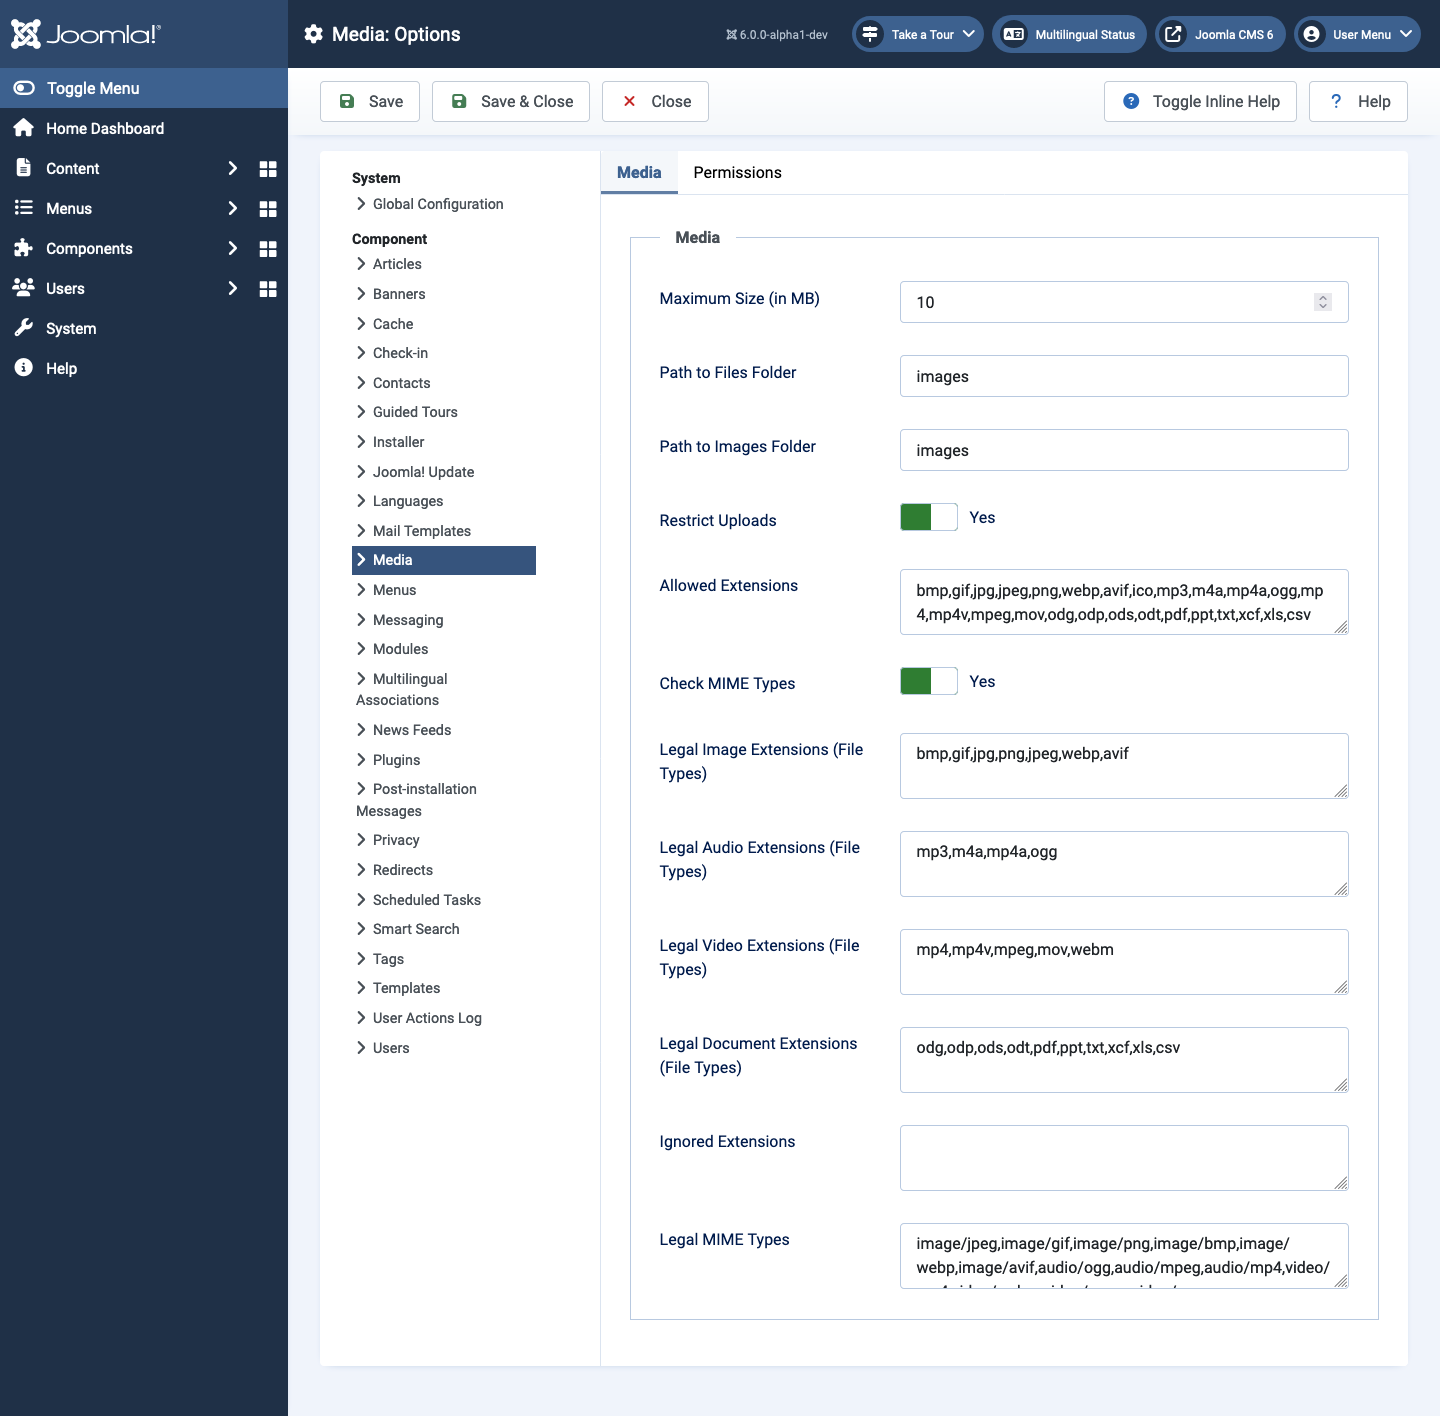 Joomla!®
Media: Options
6.0.0-alpha1-dev
Take a Tour
Multilingual Status
Joomla CMS 6
User Menu
Toggle Menu
Home Dashboard
Content
Menus
Components
Users
System
Help
Save
Save & Close
Close
Toggle Inline Help
Help
System
Global Configuration
Component
Articles
Banners
Cache
Check-in
Contacts
Guided Tours
Installer
Joomla! Update
Languages
Mail Templates
Media
Menus
Messaging
Modules
Multilingual
Associations
News Feeds
Plugins
Post-installation
Messages
Privacy
Redirects
Scheduled Tasks
Smart Search
Tags
Templates
User Actions Log
Users
Media
Permissions
Media
Maximum Size (in MB)
10
Path to Files Folder
images
Path to Images Folder
images
Restrict Uploads
Yes
Allowed Extensions
bmp,gif,jpg,jpeg,png,webp,avif,ico,mp3,m4a,mp4a,ogg,mp
4,mp4v,mpeg,mov,odg,odp,ods,odt,pdf,ppt,txt,xcf,xls,csv
Check MIME Types
Yes
Legal Image Extensions (File
Types)
bmp,gif,jpg,png,jpeg,webp,avif
Legal Audio Extensions (File
Types)
mp3,m4a,mp4a,ogg
Legal Video Extensions (File
Types)
mp4,mp4v,mpeg,mov,webm
Legal Document Extensions
(File Types)
odg,odp,ods,odt,pdf,ppt,txt,xcf,xls,csv
Ignored Extensions
Legal MIME Types
image/jpeg,image/gif,image/png,image/bmp,image/
webp,image/avif,audio/ogg,audio/mpeg,audio/mp4,video/